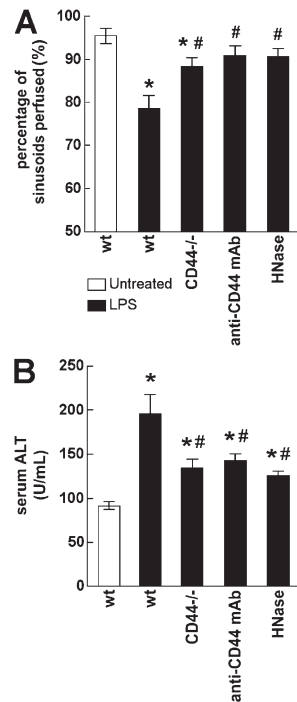 A
percentage of
sinusoids perfused (%)
100
90
80
70
60
50
*
* #
#
#
wt
wt
CD44-/-
anti-CD44 mAb
HNase
Untreated
LPS
B
serum ALT
(U/mL)
250
200
150
100
50
0
*
*#
*#
*#
wt
wt
CD44-/-
anti-CD44 mAb
HNase